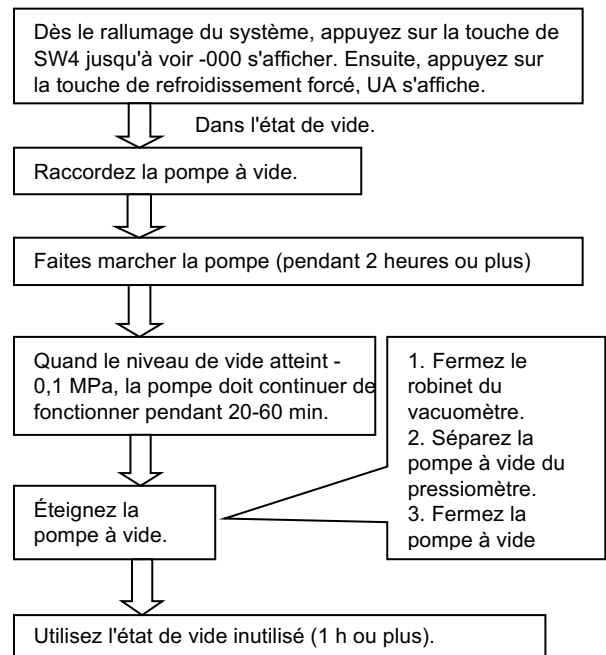 Dès le rallumage du système, appuyez sur la touche de
SW4 jusqu'à voir -000 s'afficher. Ensuite, appuyez sur
la touche de refroidissement forcé, UA s'affiche.
Dans l'état de vide.
Raccordez la pompe à vide.
Faites marcher la pompe (pendant 2 heures ou plus)
Quand le niveau de vide atteint -
0,1 MPa, la pompe doit continuer de
fonctionner pendant 20-60 min.
1. Fermez le
robinet du
vacuomètre.
2. Séparez la
pompe à vide du
pressiomètre.
3. Fermez la
pompe à vide
Éteignez la
pompe à vide.
Utilisez l'état de vide inutilisé (1 h ou plus).